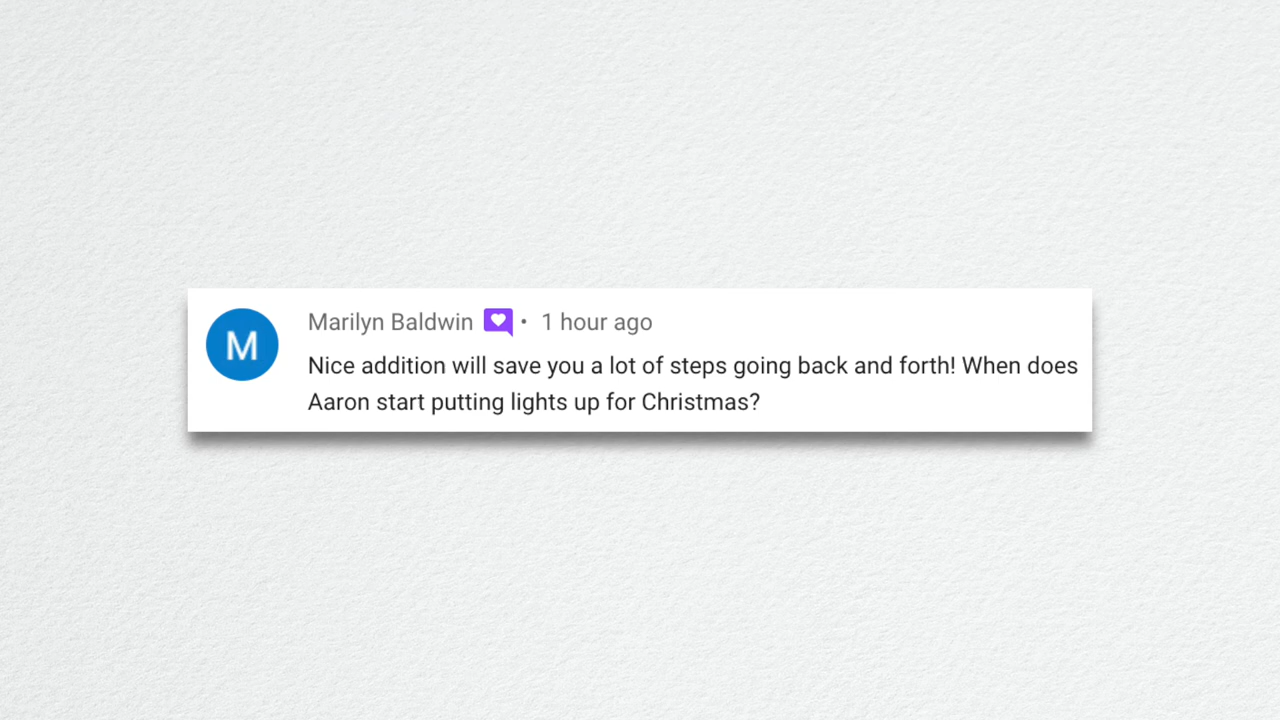 M
Marilyn Baldwin • 1 hour ago
Nice addition will save you a lot of steps going back and forth! When does
Aaron start putting lights up for Christmas?